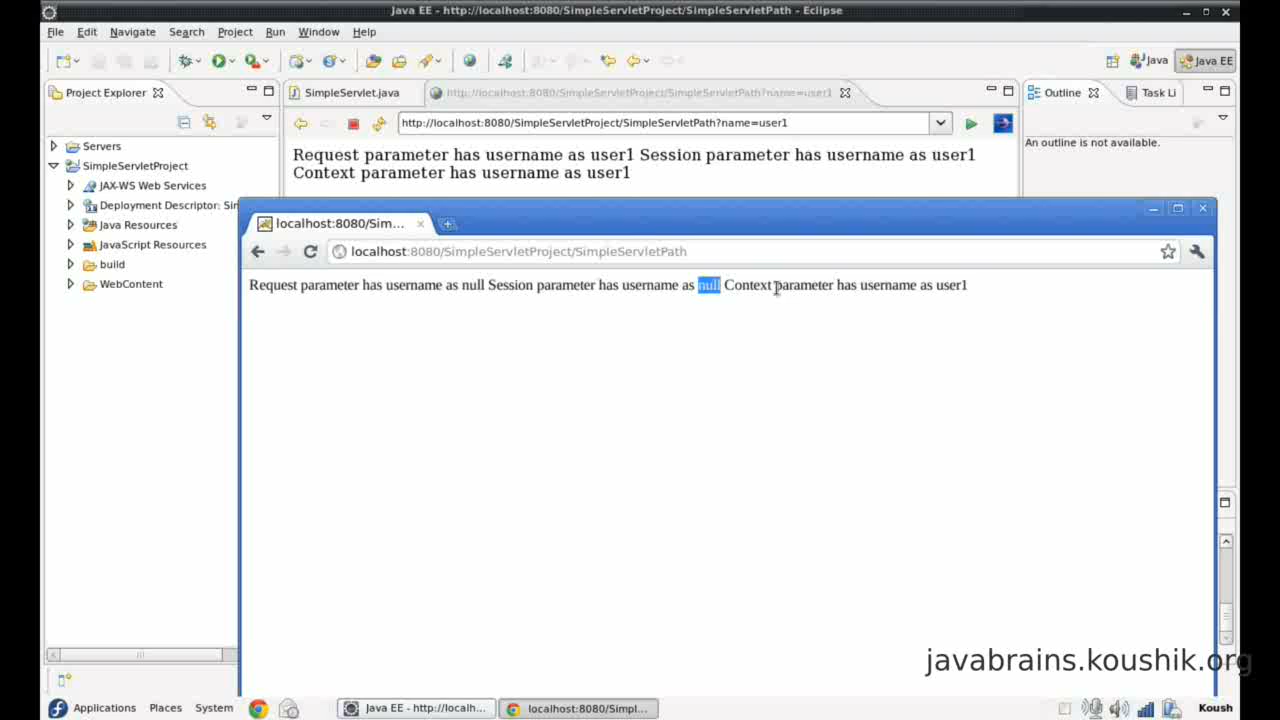 Java EE - http://localhost:8080/SimpleServletProject/SimpleServletPath - Eclipse
File Edit Navigate Search Project Run Window Help
Java Java EE
Project Explorer
SimpleServlet.java
http://localhost:8080/SimpleServletProject/SimpleServletPath?name=user1
Outline
Task Li
http://localhost:8080/SimpleServletProject/SimpleServletPath?name=user1
An outline is not available.
Servers
SimpleServletProject
JAX-WS Web Services
Deployment Descriptor: Sim
Java Resources
JavaScript Resources
build
WebContent
Request parameter has username as user1 Session parameter has username as user1
Context parameter has username as user1
localhost:8080/Sim...
localhost:8080/SimpleServletProject/SimpleServletPath
Request parameter has username as null Session parameter has username as null Context parameter has username as user1
javabrains.koushik.org
Applications Places System
Java EE - http://localh...
localhost:8080/Simpl...
Koush